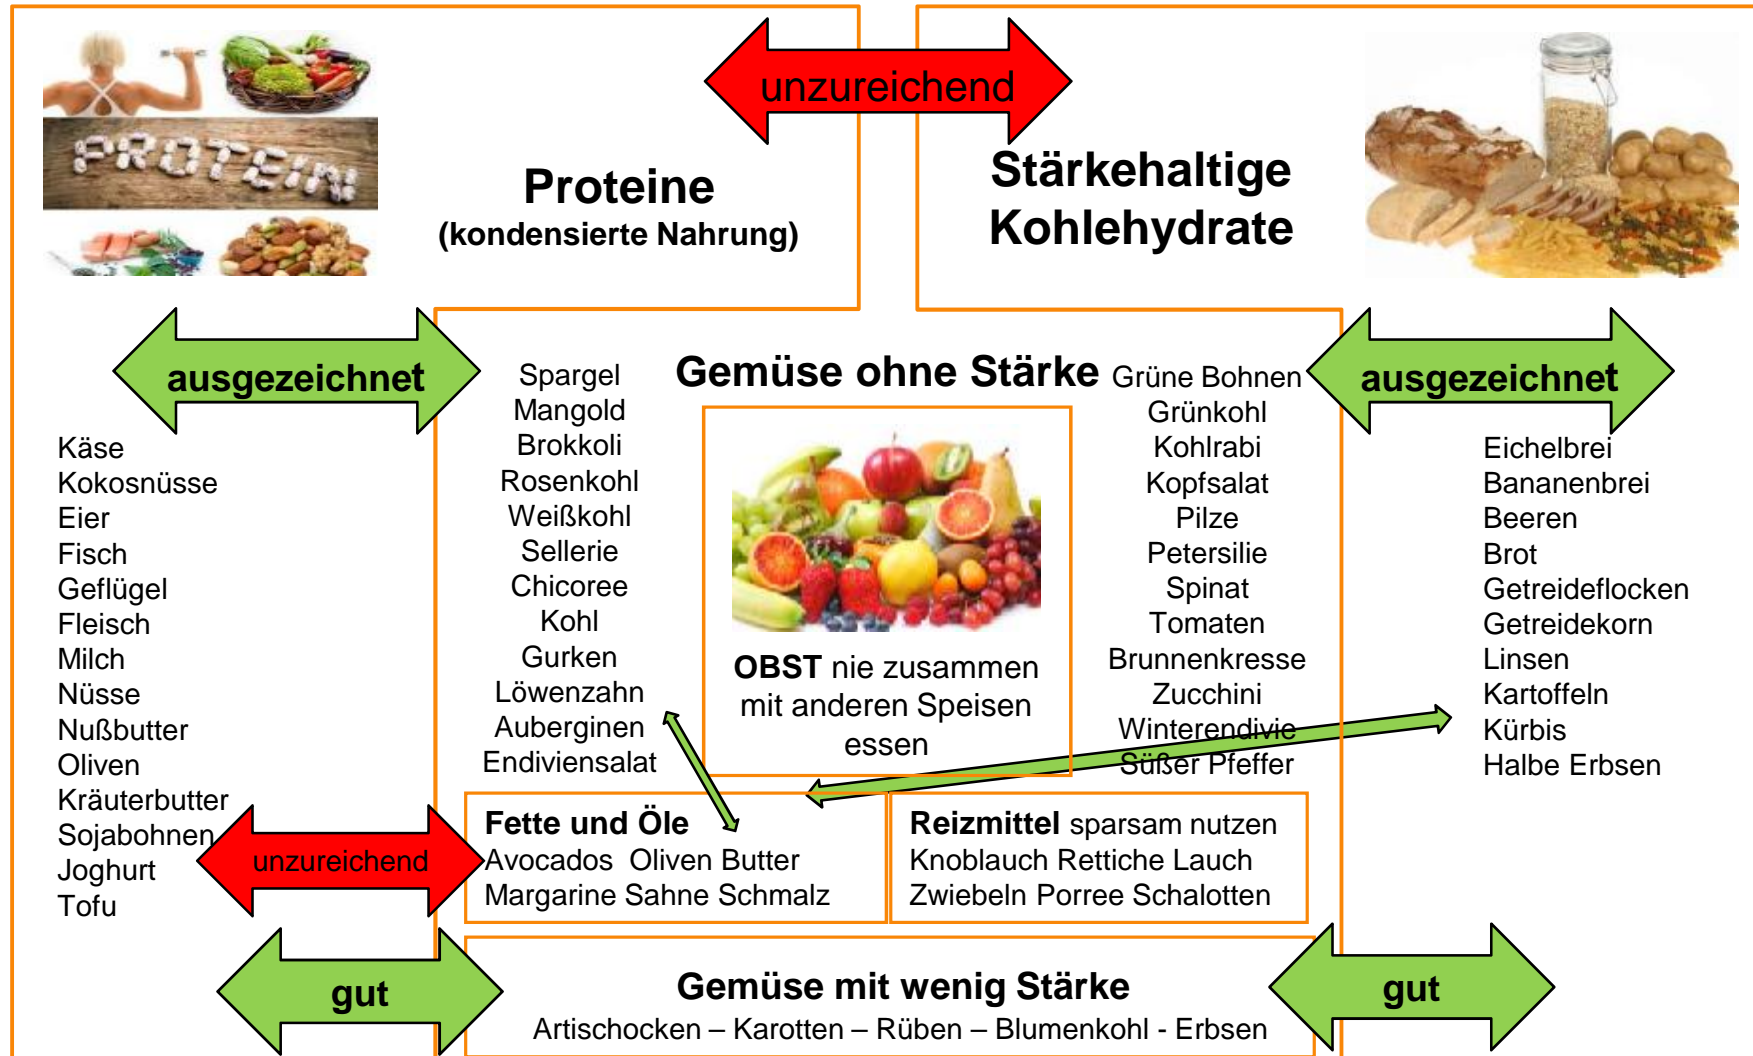 unzureichend
PROTEIN
Proteine
(kondensierte Nahrung)
Stärkehaltige
Kohlehydrate
ausgezeichnet
Käse
Kokosnüsse
Eier
Fisch
Geflügel
Fleisch
Milch
Nüsse
Nußbutter
Oliven
Kräuterbutter
Sojabohnen
Joghurt
Tofu
Gemüse ohne Stärke
Spargel
Mangold
Brokkoli
Rosenkohl
Weißkohl
Sellerie
Chicoree
Kohl
Gurken
Löwenzahn
Auberginen
Endiviensalat
OBST nie zusammen
mit anderen Speisen
essen
Grüne Bohnen
Grünkohl
Kohlrabi
Kopfsalat
Pilze
Petersilie
Spinat
Tomaten
Brunnenkresse
Zucchini
Winterendivie
Süßer Pfeffer
ausgezeichnet
Eichelbrei
Bananenbrei
Beeren
Brot
Getreideflocken
Getreidekorn
Linsen
Kartoffeln
Kürbis
Halbe Erbsen
unzureichend
Fette und Öle
Avocados Oliven Butter
Margarine Sahne Schmalz
Reizmittel sparsam nutzen
Knoblauch Rettiche Lauch
Zwiebeln Porree Schalotten
gut
Gemüse mit wenig Stärke
Artischocken – Karotten – Rüben – Blumenkohl - Erbsen
gut